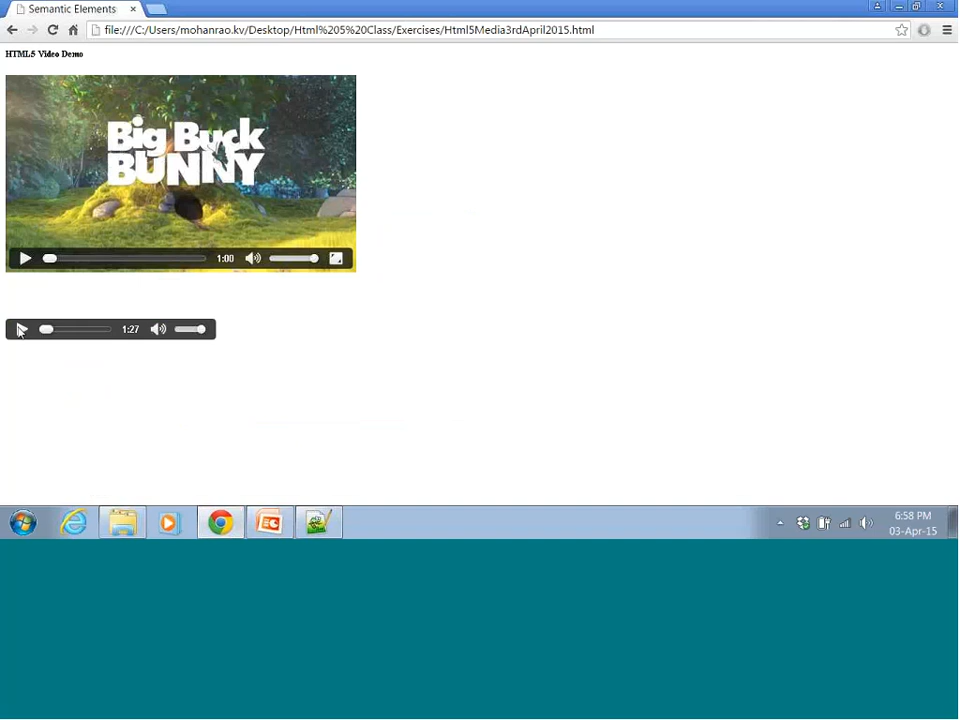 Semantic Elements
file:///C:/Users/mohanrao.kv/Desktop/Html%205%20Class/Exercises/Html5Media3rdApril2015.html
HTML5 Video Demo
Big Buck
BUNNY
1:00
1:27
6:58 PM
03-Apr-15